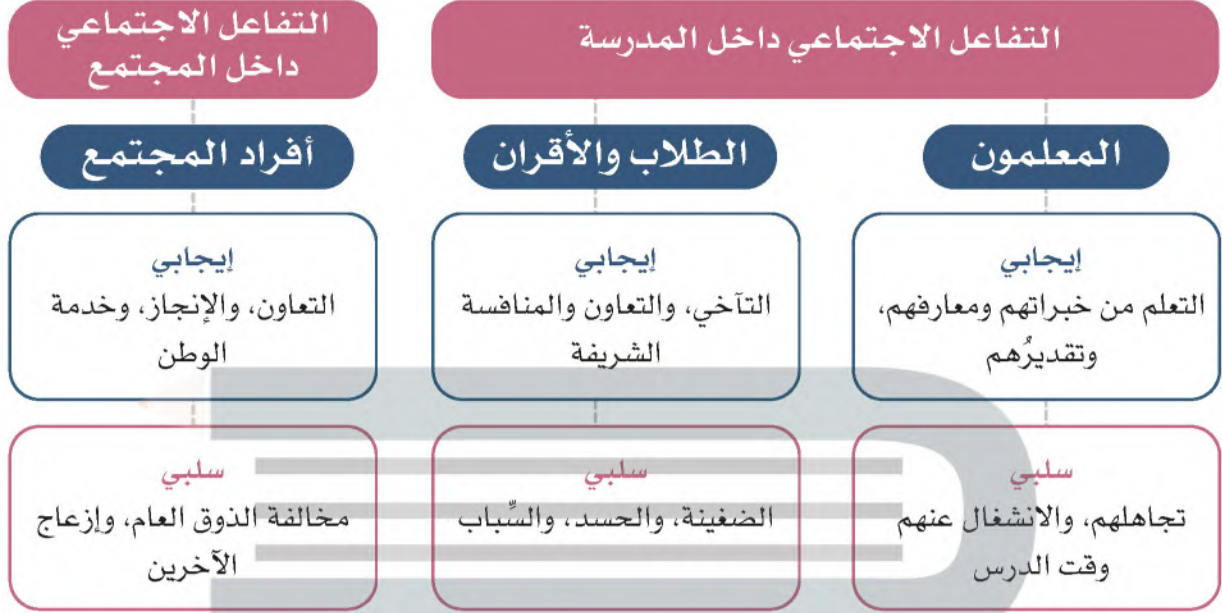 التفاعل الاجتماعي داخل المدرسة
المعلمون
إيجابي
التعلم من خبراتهم ومعارفهم،
وتقديرُهم
سلبي
تجاهلهم، والانشغال عنهم
وقت الدرس
الطلاب والأقران
إيجابي
التآخي، والتعاون والمنافسة
الشريفة
سلبي
الضغينة، والحسد، والسِّباب
التفاعل الاجتماعي
داخل المجتمع
أفراد المجتمع
إيجابي
التعاون، والإنجاز، وخدمة
الوطن
سلبي
مخالفة الذوق العام، وإزعاج
الآخرين